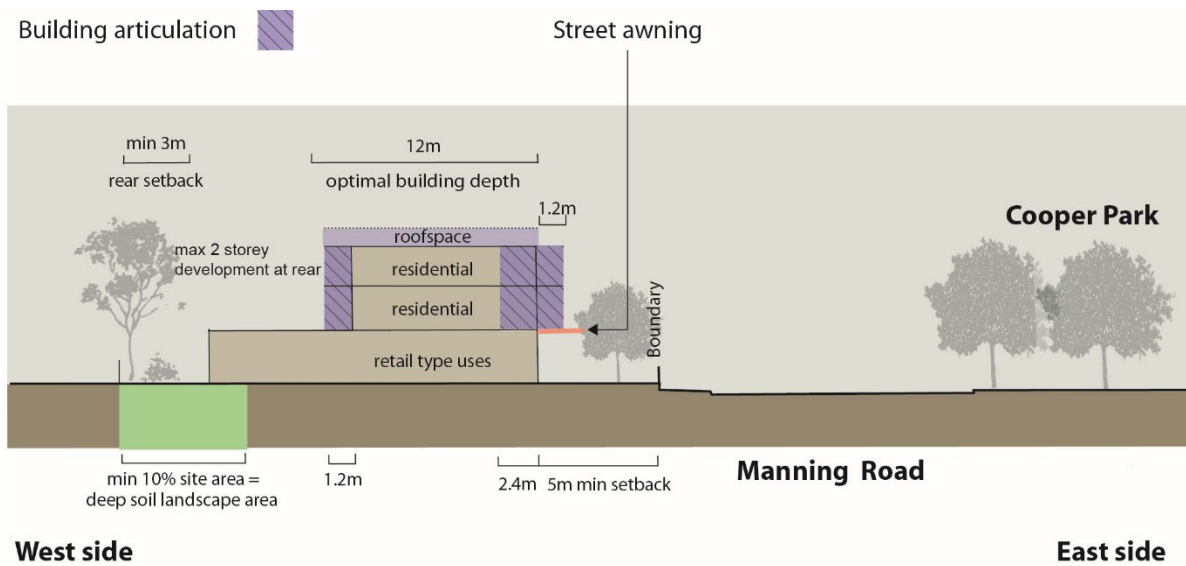 Building articulation
Street awning
min 3m
rear setback
12m
optimal building depth
1.2m
Cooper Park
max 2 storey
development at rear
roofspace
residential
residential
retail type uses
Boundary
min 10% site area =
deep soil landscape area
1.2m
2.4m
5m min setback
Manning Road
West side
East side